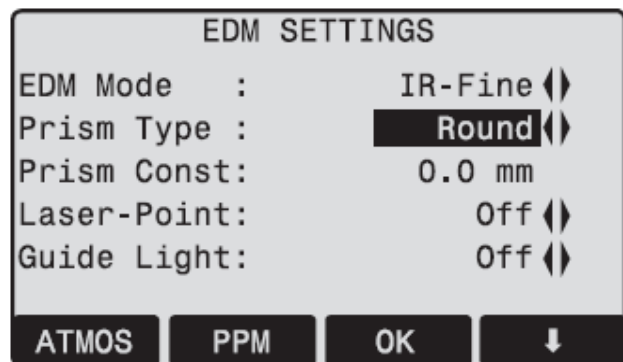 EDM SETTINGS
EDM Mode : IR-Fine
Prism Type : Round
Prism Const: 0.0 mm
Laser-Point: Off
Guide Light: Off
ATMOS PPM OK